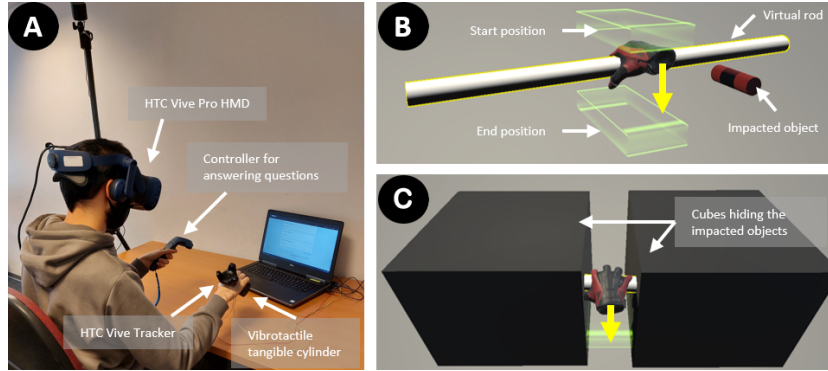 A
HTC Vive Pro HMD
Controller for
answering questions
HTC Vive Tracker
Vibrotactile
tangible cylinder
B
Start position
Virtual rod
End position
Impacted object
C
Cubes hiding the
impacted objects